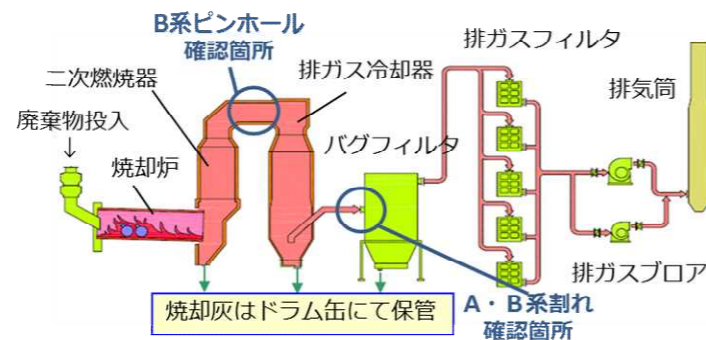 B系ピンホール
確認箇所
排ガスフィルタ
二次燃焼器
排ガス冷却器
排気筒
廃棄物投入
バグフィルタ
焼却炉
排ガスブロア
焼却灰はドラム缶にて保管
A・B系割れ
確認箇所